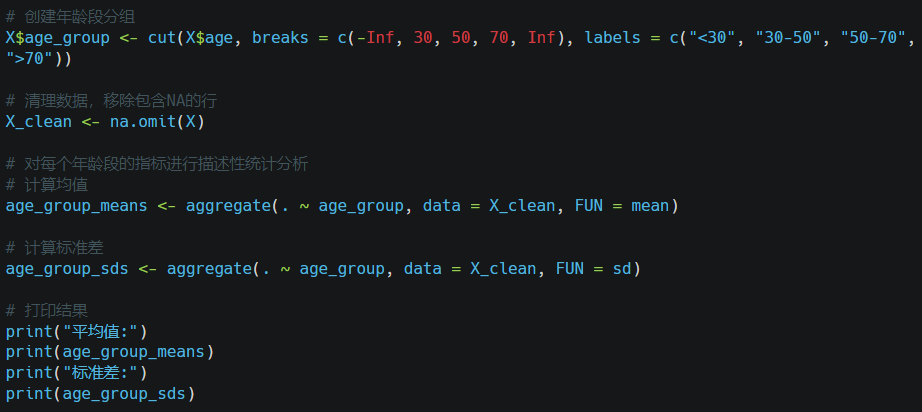 # 创建年龄段分组
X$age_group <- cut(X$age, breaks = c(-Inf, 30, 50, 70, Inf), labels = c("<30", "30-50", "50-70",
">70"))
# 清理数据，移除包含NA的行
X_clean <- na.omit(X)
# 对每个年龄段的指标进行描述性统计分析
# 计算均值
age_group_means <- aggregate(. ~ age_group, data = X_clean, FUN = mean)
# 计算标准差
age_group_sds <- aggregate(. ~ age_group, data = X_clean, FUN = sd)
# 打印结果
print("平均值:")
print(age_group_means)
print("标准差:")
print(age_group_sds)